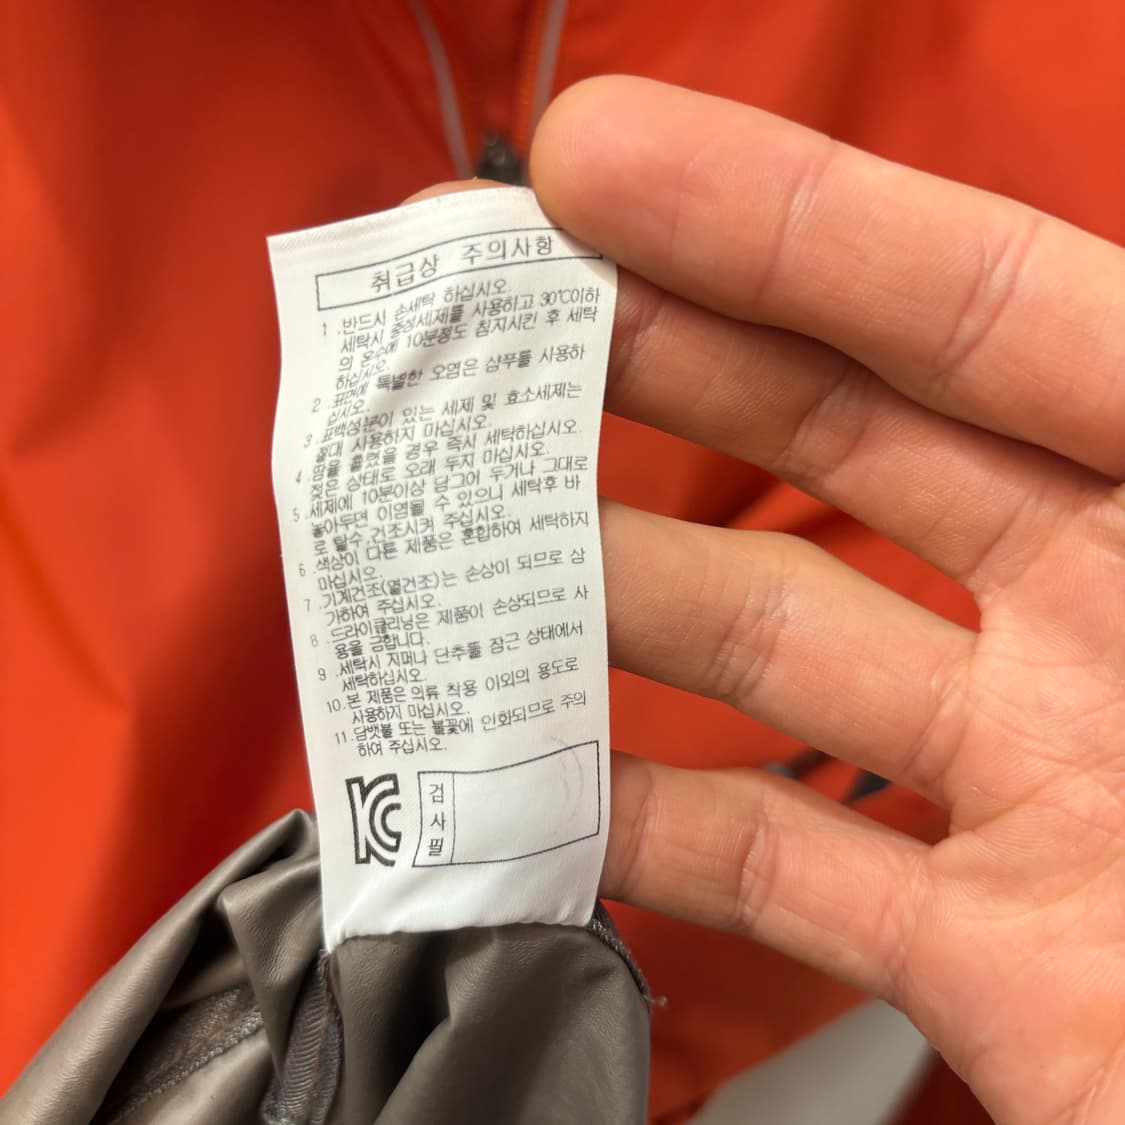 취급상 주의사항
1 .반드시 손세탁 하십시오.
세탁시 중성세제를 사용하고 30℃이하
의 온수에 10분정도 침지시킨 후 세탁
하십시오.
2 .표면에 특별한 오염은 샴푸를 사용하
십시오.
3 .표백성분이 있는 세제 및 효소세제는
절대 사용하지 마십시오.
4 .땀을 흘렸을 경우 즉시 세탁하십시오.
젖은 상태로 오래 두지 마십시오.
5 .세제에 10분이상 담그어 두거나 그대로
놓아두면 이염될 수 있으니 세탁후 바
로 탈수.건조시켜 주십시오.
6 .색상이 다른 제품은 혼합하여 세탁하지
마십시오.
7 .기계건조(열건조)는 손상이 되므로 삼
가하여 주십시오.
8 .드라이클리닝은 제품이 손상되므로 사
용을 금합니다.
9 .세탁시 지퍼나 단추를 잠근 상태에서
세탁하십시오.
10.본 제품은 의류 착용 이외의 용도로
사용하지 마십시오.
11.담뱃불 또는 불꽃에 인화되므로 주의
하여 주십시오.
KC
검사필